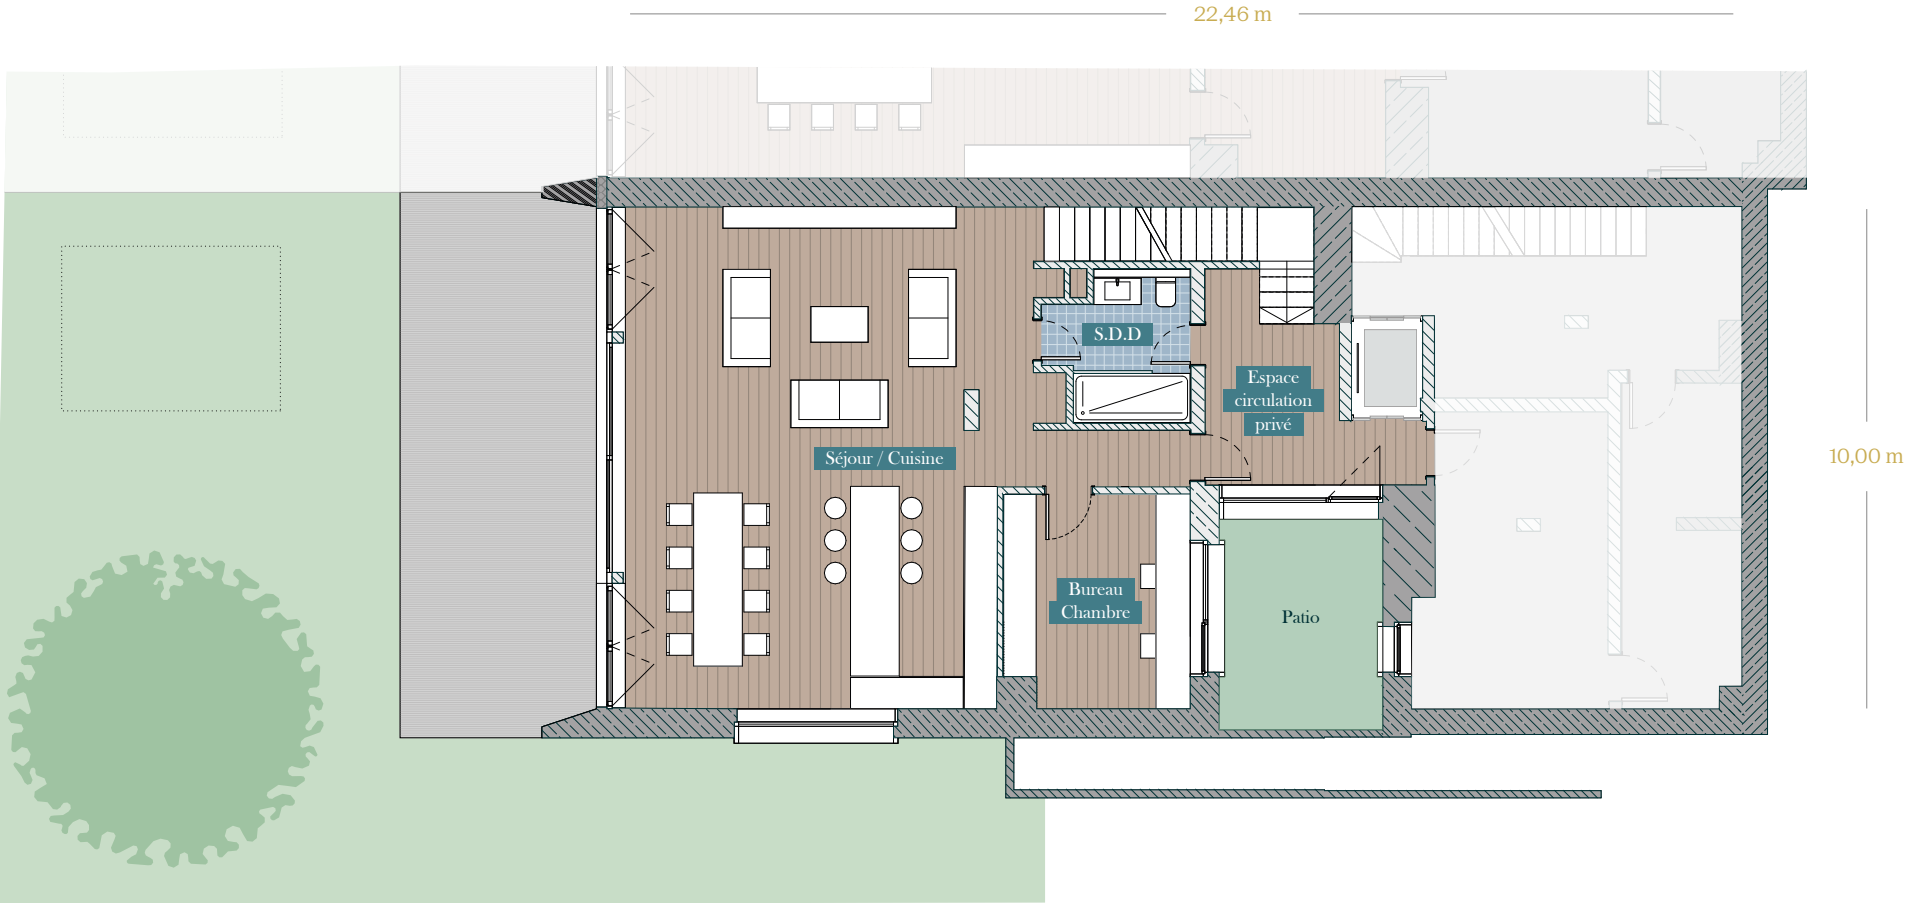 22,46 m
S.D.D
Espace
circulation
privé
Séjour / Cuisine
10,00 m
Bureau
Chambre
Patio